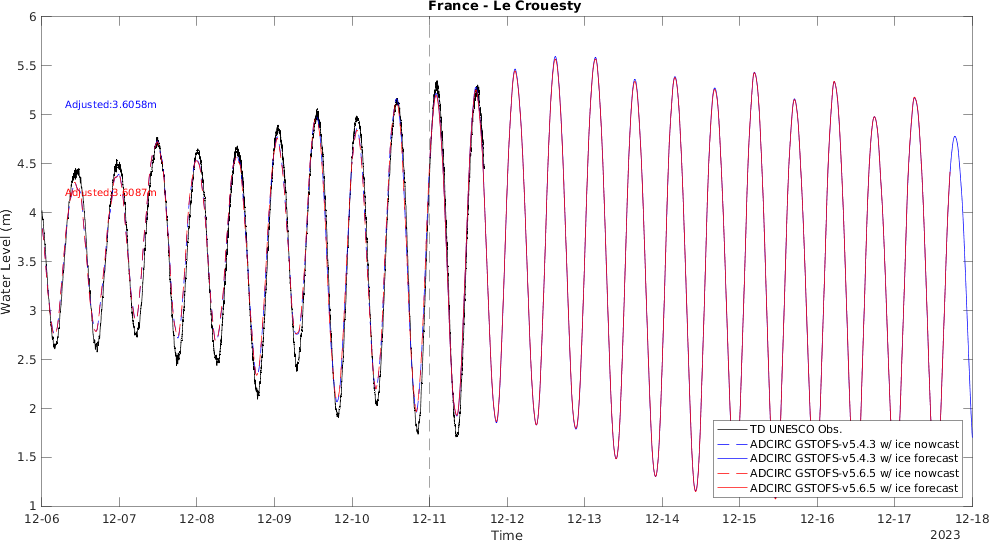 France - Le Crouesty
Water Level (m)
6
5.5
5
4.5
4
3.5
3
2.5
2
1.5
1
Adjusted:3.6058m
Adjusted:3.6087m
TD UNESCO Obs.
ADCIRC GSTOFS-v5.4.3 w/ ice nowcast
ADCIRC GSTOFS-v5.4.3 w/ ice forecast
ADCIRC GSTOFS-v5.6.5 w/ ice nowcast
ADCIRC GSTOFS-v5.6.5 w/ ice forecast
12-06 12-07 12-08 12-09 12-10 12-11 12-12 12-13 12-14 12-15 12-16 12-17 12-18
Time
2023